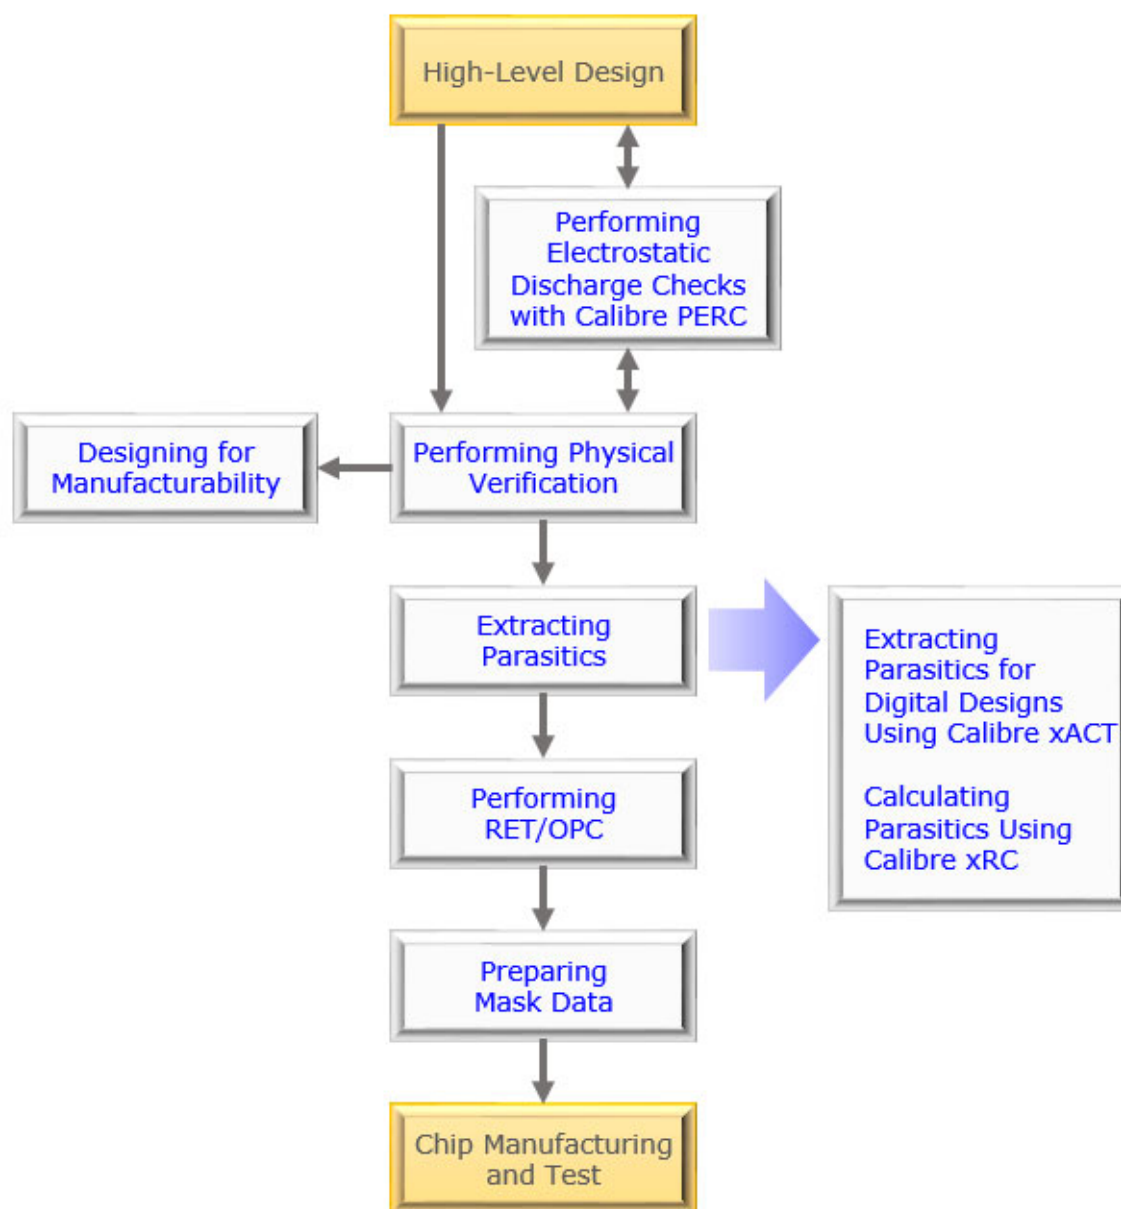 High-Level Design
Performing
Electrostatic
Discharge Checks
with Calibre PERC
Designing for
Manufacturability
Performing Physical
Verification
Extracting
Parasitics
Extracting
Parasitics for
Digital Designs
Using Calibre xACT
Calculating
Parasitics Using
Calibre xRC
Performing
RET/OPC
Preparing
Mask Data
Chip Manufacturing
and Test